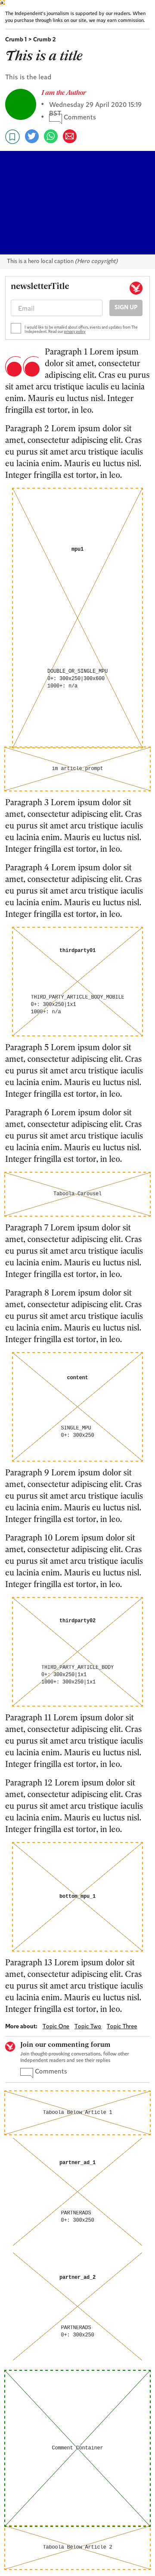 The Independent's journalism is supported by our readers. When
you purchase through links on our site, we may earn commission.
Crumb 1 > Crumb 2
This is a title
This is the lead
I am the Author
Wednesday 29 April 2020 15:19
BST
Comments
This is a hero local caption (Hero copyright)
newsletterTitle
Email
SIGN UP
I would like to be emailed about offers, events and updates from The
Independent. Read our privacy policy
Paragraph 1 Lorem ipsum
dolor sit amet, consectetur
adipiscing elit. Cras eu purus
sit amet arcu tristique iaculis eu lacinia
enim. Mauris eu luctus nisl. Integer
fringilla est tortor, in leo.
Paragraph 2 Lorem ipsum dolor sit
amet, consectetur adipiscing elit. Cras
eu purus sit amet arcu tristique iaculis
eu lacinia enim. Mauris eu luctus nisl.
Integer fringilla est tortor, in leo.
mpu1
DOUBLE_OR_SINGLE_MPU
0+: 300x250|300x600
1000+: n/a
im article prompt
Paragraph 3 Lorem ipsum dolor sit
amet, consectetur adipiscing elit. Cras
eu purus sit amet arcu tristique iaculis
eu lacinia enim. Mauris eu luctus nisl.
Integer fringilla est tortor, in leo.
Paragraph 4 Lorem ipsum dolor sit
amet, consectetur adipiscing elit. Cras
eu purus sit amet arcu tristique iaculis
eu lacinia enim. Mauris eu luctus nisl.
Integer fringilla est tortor, in leo.
thirdparty01
THIRD_PARTY_ARTICLE_BODY_MOBILE
0+: 300x250|1x1
1000+: n/a
Paragraph 5 Lorem ipsum dolor sit
amet, consectetur adipiscing elit. Cras
eu purus sit amet arcu tristique iaculis
eu lacinia enim. Mauris eu luctus nisl.
Integer fringilla est tortor, in leo.
Paragraph 6 Lorem ipsum dolor sit
amet, consectetur adipiscing elit. Cras
eu purus sit amet arcu tristique iaculis
eu lacinia enim. Mauris eu luctus nisl.
Integer fringilla est tortor, in leo.
Taboola Carousel
Paragraph 7 Lorem ipsum dolor sit
amet, consectetur adipiscing elit. Cras
eu purus sit amet arcu tristique iaculis
eu lacinia enim. Mauris eu luctus nisl.
Integer fringilla est tortor, in leo.
Paragraph 8 Lorem ipsum dolor sit
amet, consectetur adipiscing elit. Cras
eu purus sit amet arcu tristique iaculis
eu lacinia enim. Mauris eu luctus nisl.
Integer fringilla est tortor, in leo.
content
SINGLE_MPU
0+: 300x250
Paragraph 9 Lorem ipsum dolor sit
amet, consectetur adipiscing elit. Cras
eu purus sit amet arcu tristique iaculis
eu lacinia enim. Mauris eu luctus nisl.
Integer fringilla est tortor, in leo.
Paragraph 10 Lorem ipsum dolor sit
amet, consectetur adipiscing elit. Cras
eu purus sit amet arcu tristique iaculis
eu lacinia enim. Mauris eu luctus nisl.
Integer fringilla est tortor, in leo.
thirdparty02
THIRD_PARTY_ARTICLE_BODY
0+: 300x250|1x1
1000+: 300x250|1x1
Paragraph 11 Lorem ipsum dolor sit
amet, consectetur adipiscing elit. Cras
eu purus sit amet arcu tristique iaculis
eu lacinia enim. Mauris eu luctus nisl.
Integer fringilla est tortor, in leo.
Paragraph 12 Lorem ipsum dolor sit
amet, consectetur adipiscing elit. Cras
eu purus sit amet arcu tristique iaculis
eu lacinia enim. Mauris eu luctus nisl.
Integer fringilla est tortor, in leo.
bottom_mpu_1
Paragraph 13 Lorem ipsum dolor sit
amet, consectetur adipiscing elit. Cras
eu purus sit amet arcu tristique iaculis
eu lacinia enim. Mauris eu luctus nisl.
Integer fringilla est tortor, in leo.
More about: Topic One Topic Two Topic Three
Join our commenting forum
Join thought-provoking conversations, follow other
Independent readers and see their replies
Comments
Taboola Below Article 1
partner_ad_1
PARTNERADS
0+: 300x250
partner_ad_2
PARTNERADS
0+: 300x250
Comment Container
Taboola Below Article 2